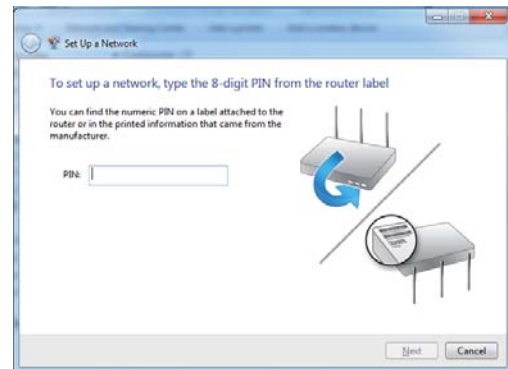 Set Up a Network
To set up a network, type the 8-digit PIN from the router label
You can find the numeric PIN on a label attached to the
router or in the printed information that came from the
manufacturer.
PIN:
Next
Cancel